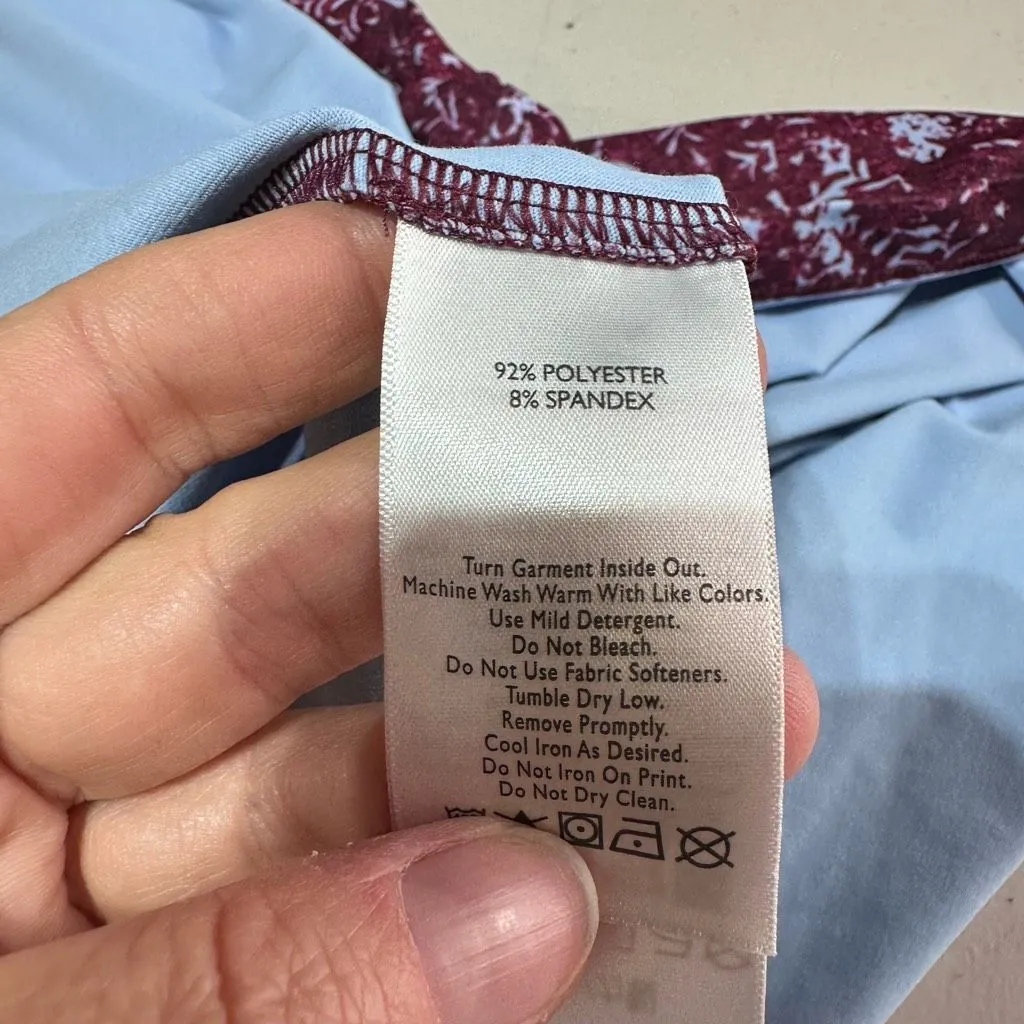 92% POLYESTER
8% SPANDEX
Turn Garment Inside Out.
Machine Wash Warm With Like Colors.
Use Mild Detergent.
Do Not Bleach.
Do Not Use Fabric Softeners.
Tumble Dry Low.
Remove Promptly.
Cool Iron As Desired.
Do Not Iron On Print.
Do Not Dry Clean.